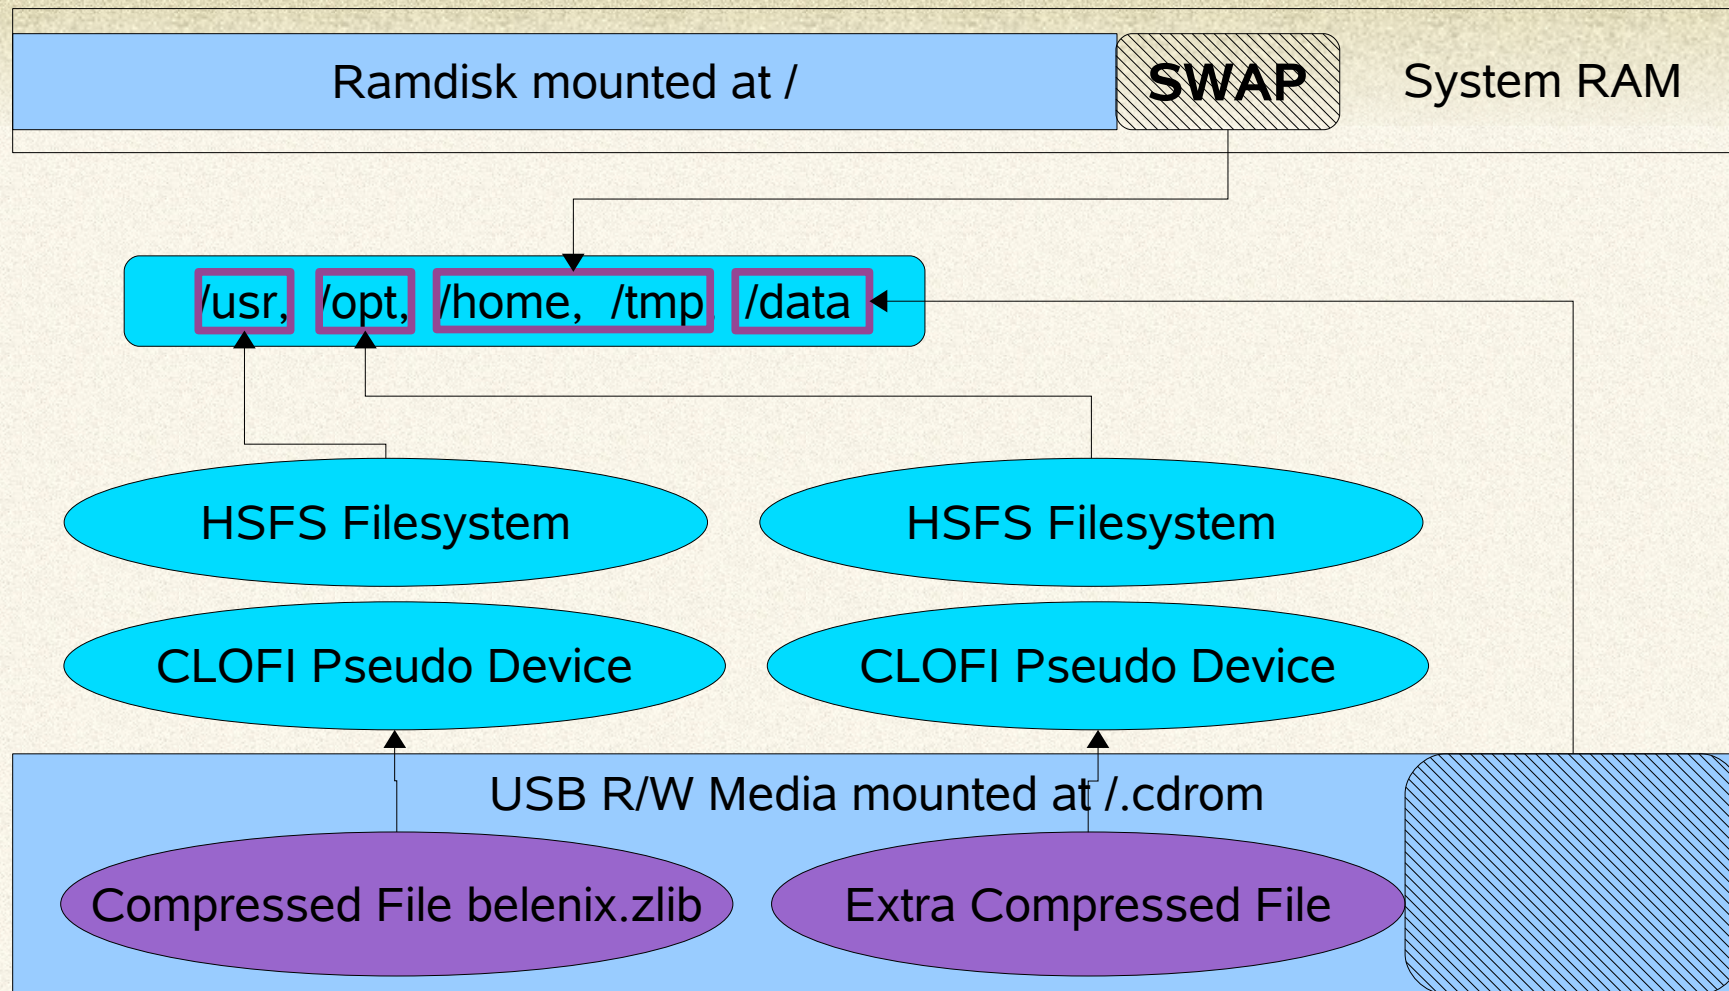 Ramdisk mounted at / SWAP System RAM
/usr, /opt, /home, /tmp, /data
HSFS Filesystem HSFS Filesystem
CLOFI Pseudo Device CLOFI Pseudo Device
USB R/W Media mounted at /.cdrom
Compressed File belenix.zlib Extra Compressed File